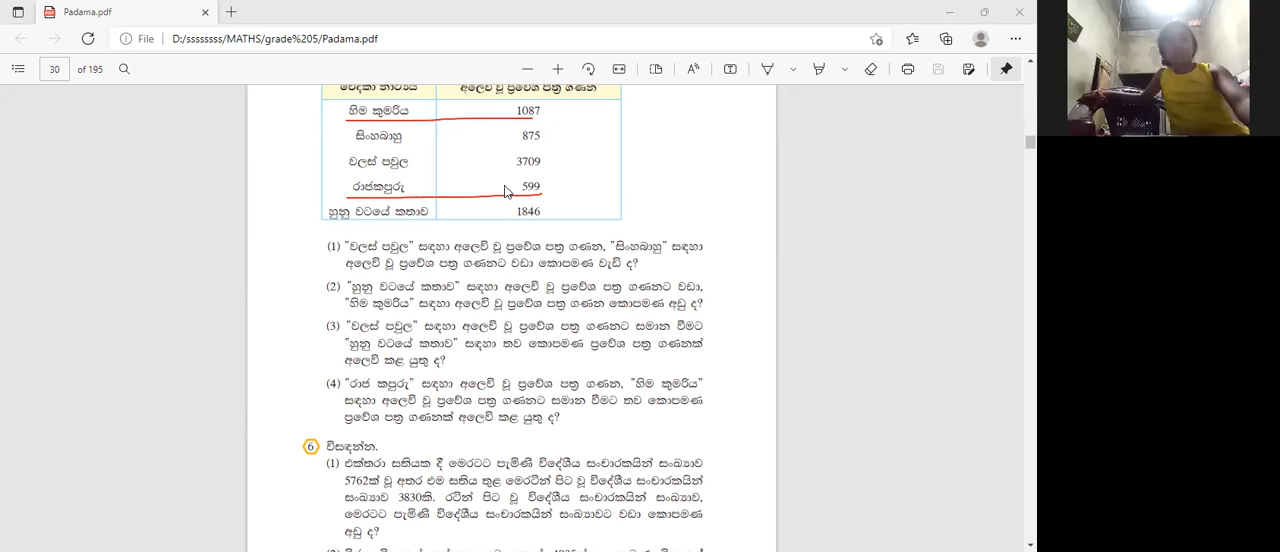 Padama.pdf
File D:/ssssssss/MATHS/grade%205/Padama.pdf
30 of 195
වේදිකා නාට්‍යය අලෙවි වූ ප්‍රවේශ පත්‍ර ගණන
හිම කුමරිය 1087
සිංහබාහු 875
වලස් පවුල 3709
රාජකපුරු 599
හුනු වටයේ කතාව 1846
(1) "වලස් පවුල" සඳහා අලෙවි වූ ප්‍රවේශ පත්‍ර ගණන, "සිංහබාහු" සඳහා
අලෙවි වූ ප්‍රවේශ පත්‍ර ගණනට වඩා කොපමණ වැඩි ද?
(2) "හුනු වටයේ කතාව" සඳහා අලෙවි වූ ප්‍රවේශ පත්‍ර ගණනට වඩා,
"හිම කුමරිය" සඳහා අලෙවි වූ ප්‍රවේශ පත්‍ර ගණන කොපමණ අඩු ද?
(3) "වලස් පවුල" සඳහා අලෙවි වූ ප්‍රවේශ පත්‍ර ගණනට සමාන වීමට
"හුනු වටයේ කතාව" සඳහා තව කොපමණ ප්‍රවේශ පත්‍ර ගණනක්
අලෙවි කළ යුතු ද?
(4) "රාජ කපුරු" සඳහා අලෙවි වූ ප්‍රවේශ පත්‍ර ගණන, "හිම කුමරිය"
සඳහා අලෙවි වූ ප්‍රවේශ පත්‍ර ගණනට සමාන වීමට තව කොපමණ
ප්‍රවේශ පත්‍ර ගණනක් අලෙවි කළ යුතු ද?
6 විසඳන්න.
(1) එක්තරා සතියක දී මෙරටට පැමිණි විදේශීය සංචාරකයින් සංඛ්‍යාව
5762ක් වූ අතර එම සතිය තුළ මෙරටින් පිට වූ විදේශීය සංචාරකයින්
සංඛ්‍යාව 3830කි. රටින් පිට වූ විදේශීය සංචාරකයින් සංඛ්‍යාව,
මෙරටට පැමිණි විදේශීය සංචාරකයින් සංඛ්‍යාවට වඩා කොපමණ
අඩු ද?